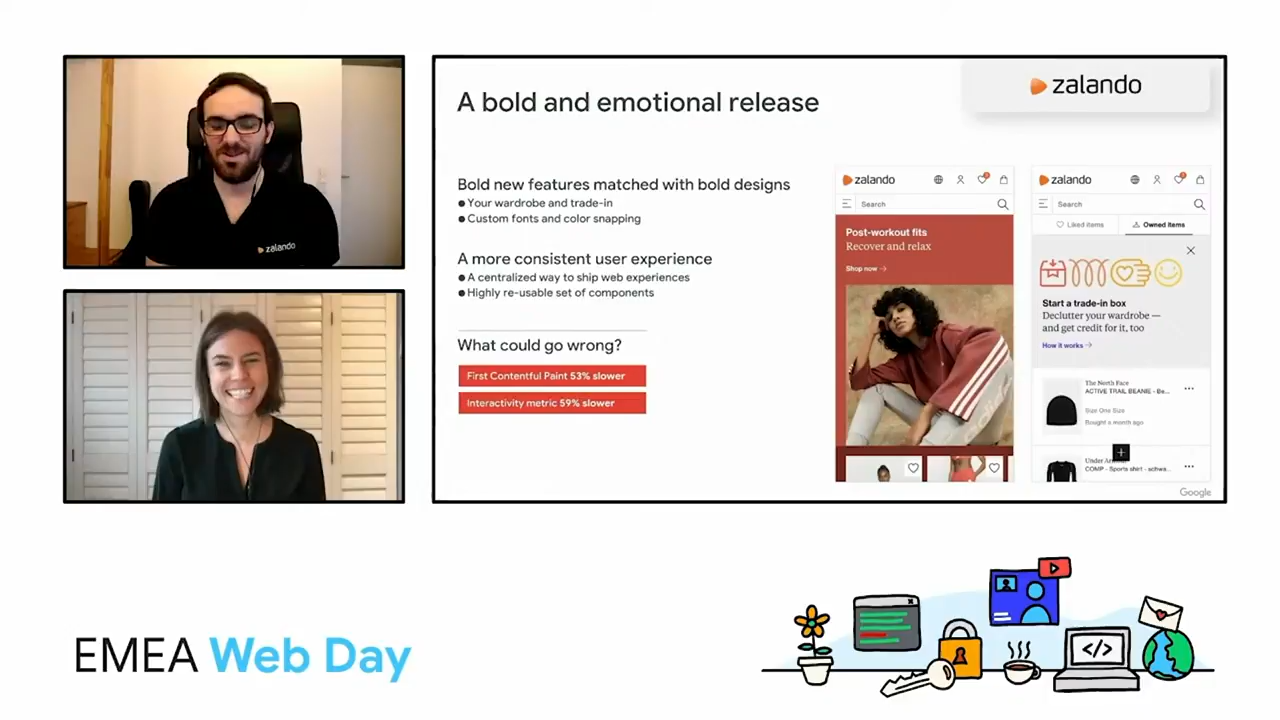 zalando
A bold and emotional release
zalando
Bold new features matched with bold designs
● Your wardrobe and trade-in
● Custom fonts and color snapping
A more consistent user experience
● A centralized way to ship web experiences
● Highly re-usable set of components
What could go wrong?
First Contentful Paint 53% slower
Interactivity metric 59% slower
zalando
Search
Post-workout fits
Recover and relax
Shop now →
adidas
zalando
Search
Liked items
Owned items
Start a trade-in box
Declutter your wardrobe —
and get credit for it, too
How it works →
The North Face
ACTIVE TRAIL BEANIE - Be...
Size One Size
Bought a month ago
COMP - Sports shirt - schwa...
Google
EMEA Web Day
</>